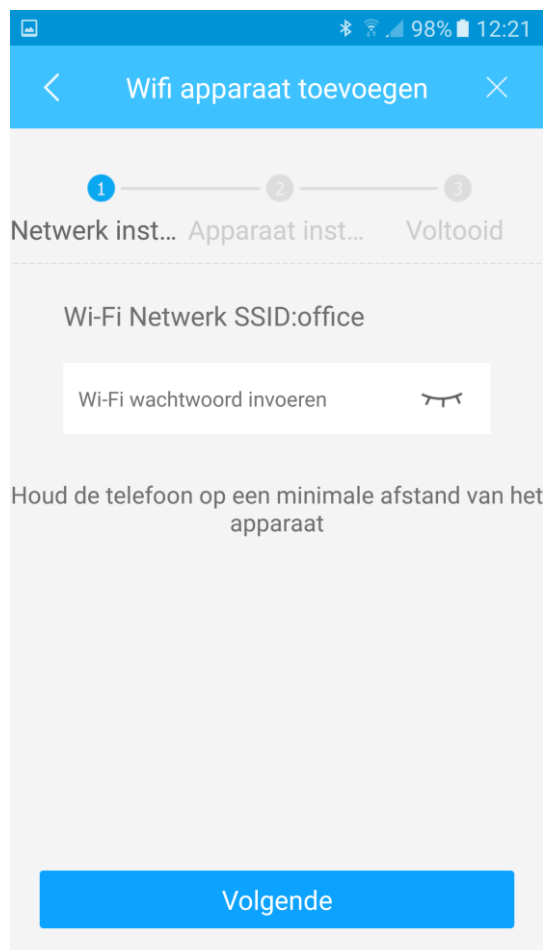 98% 12:21
Wifi apparaat toevoegen
1 2 3
Netwerk inst... Apparaat inst... Voltooid
Wi-Fi Netwerk SSID:office
Wi-Fi wachtwoord invoeren
Houd de telefoon op een minimale afstand van het
apparaat
Volgende